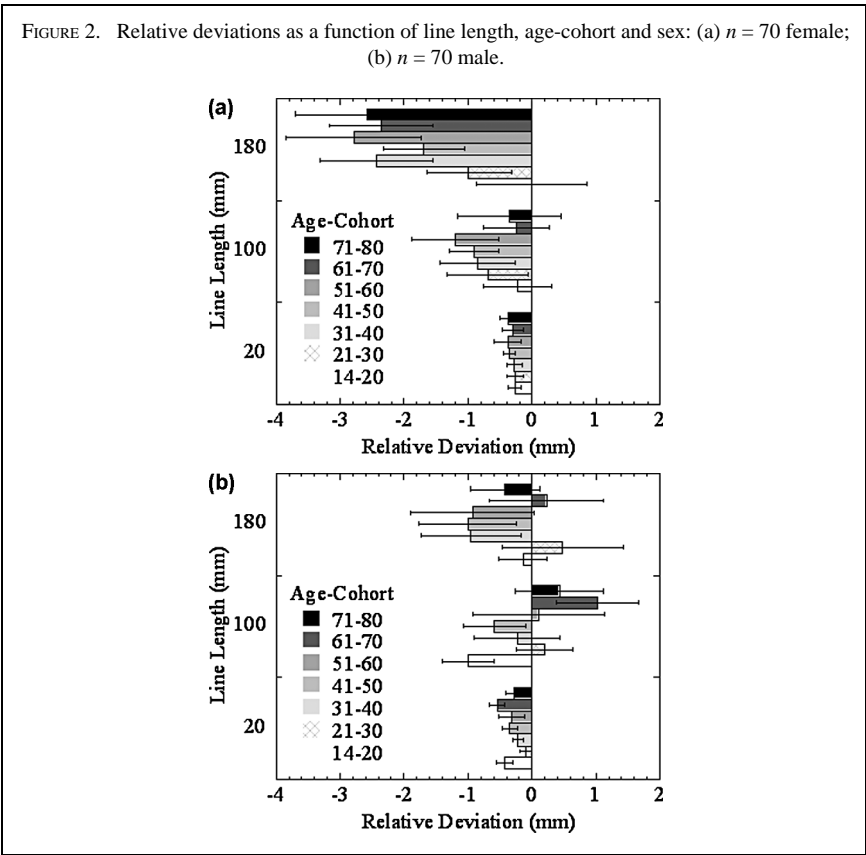 FIGURE 2. Relative deviations as a function of line length, age-cohort and sex: (a) n = 70 female;
(b) n = 70 male.
(a)
180
100
20
Line Length (mm)
Age-Cohort
71-80
61-70
51-60
41-50
31-40
21-30
14-20
-4 -3 -2 -1 0 1 2
Relative Deviation (mm)
(b)
180
100
20
Line Length (mm)
Age-Cohort
71-80
61-70
51-60
41-50
31-40
21-30
14-20
-4 -3 -2 -1 0 1 2
Relative Deviation (mm)